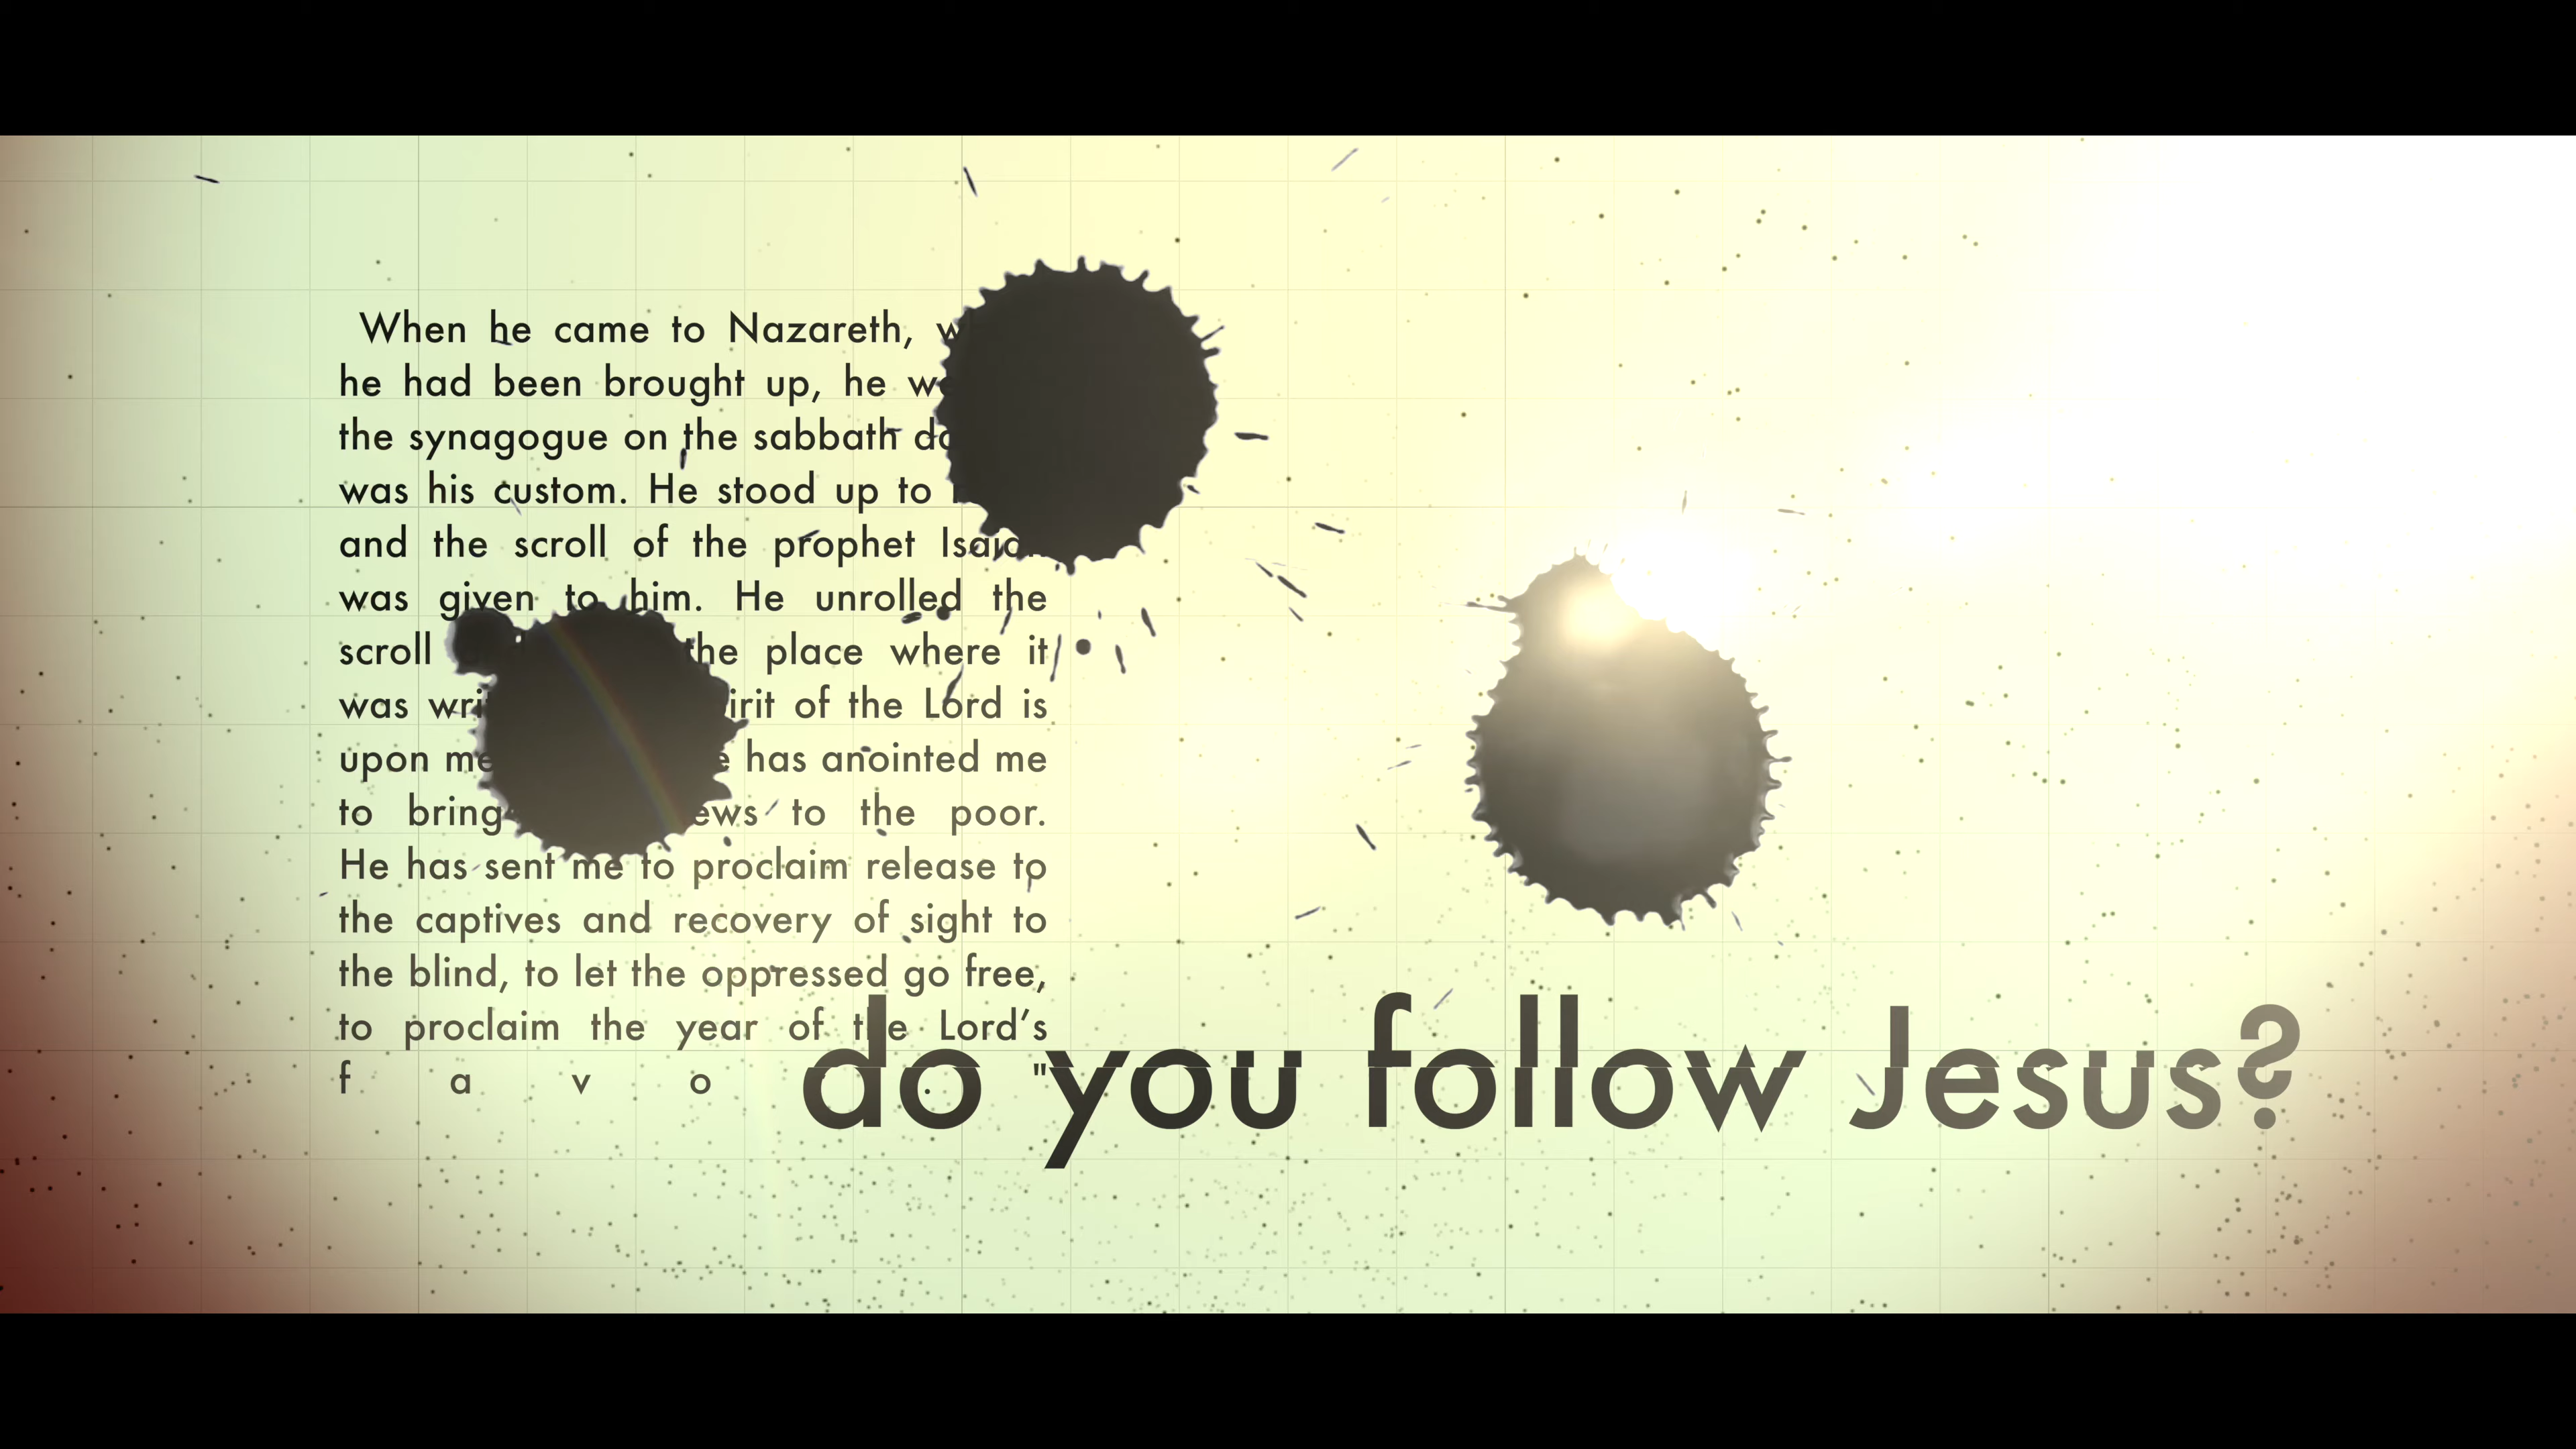 When he came to Nazareth,
he had been brought up, he
the synagogue on the sabbath
was his custom. He stood up to
and the scroll of the prophet Isaiah
was given to him. He unrolled the
scroll the place where it
was of the Lord is
upon has anointed me
to bring to the poor.
He has sent me to proclaim release to
the captives and recovery of sight to
the blind, to let the oppressed go free,
to proclaim the year of the Lord's
f a v o . "
do you follow Jesus?